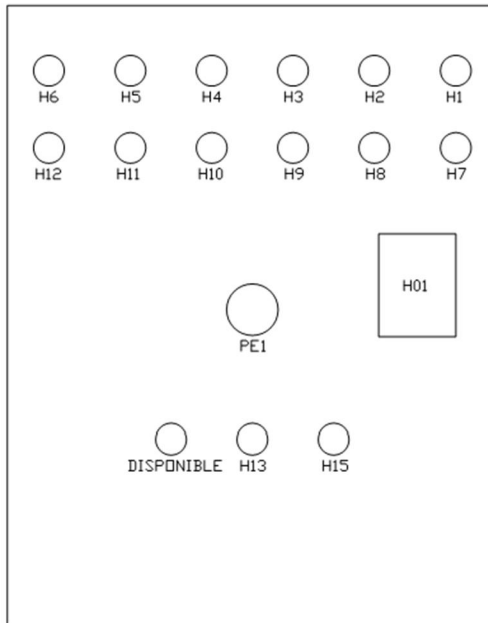 H6 H5 H4 H3 H2 H1
H12 H11 H10 H9 H8 H7
H01
PE1
DISPONIBLE H13 H15